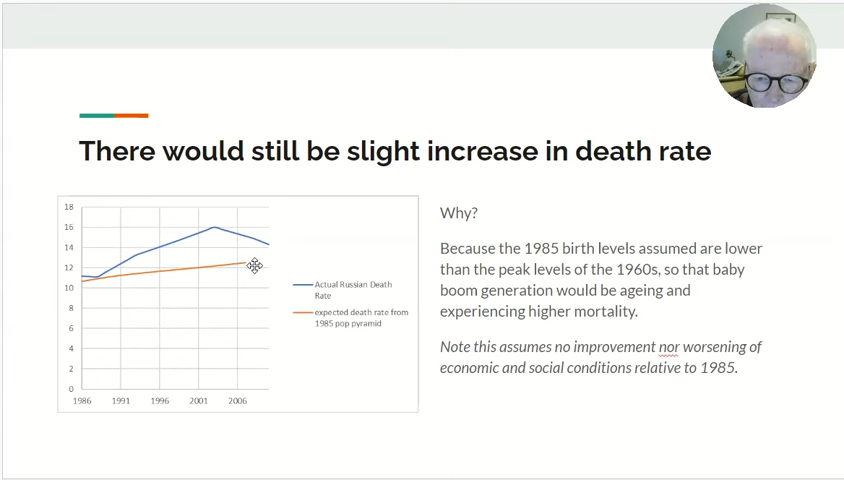 There would still be slight increase in death rate
18
16
14
12
10
8
6
4
2
0
1986 1991 1996 2001 2006
Actual Russian Death
Rate
expected death rate from
1985 pop pyramid
Why?
Because the 1985 birth levels assumed are lower
than the peak levels of the 1960s, so that baby
boom generation would be ageing and
experiencing higher mortality.
Note this assumes no improvement nor worsening of
economic and social conditions relative to 1985.